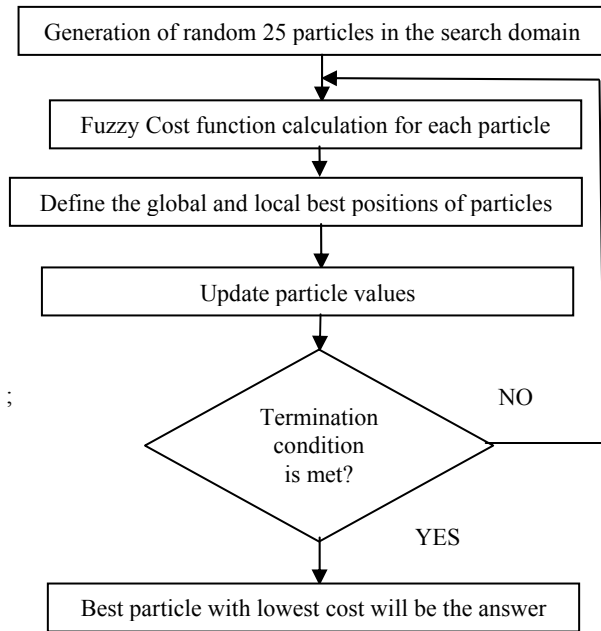 Generation of random 25 particles in the search domain
Fuzzy Cost function calculation for each particle
Define the global and local best positions of particles
Update particle values
;
Termination
condition
is met?
NO
YES
Best particle with lowest cost will be the answer